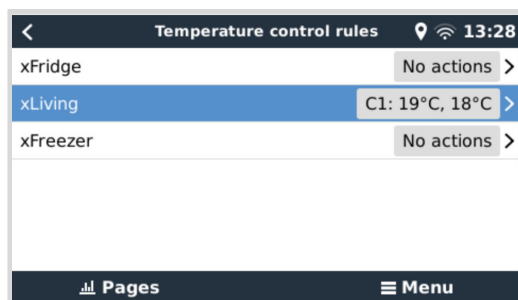 Temperature control rules 13:28
xFridge No actions
xLiving C1: 19°C, 18°C
xFreezer No actions
Pages Menu